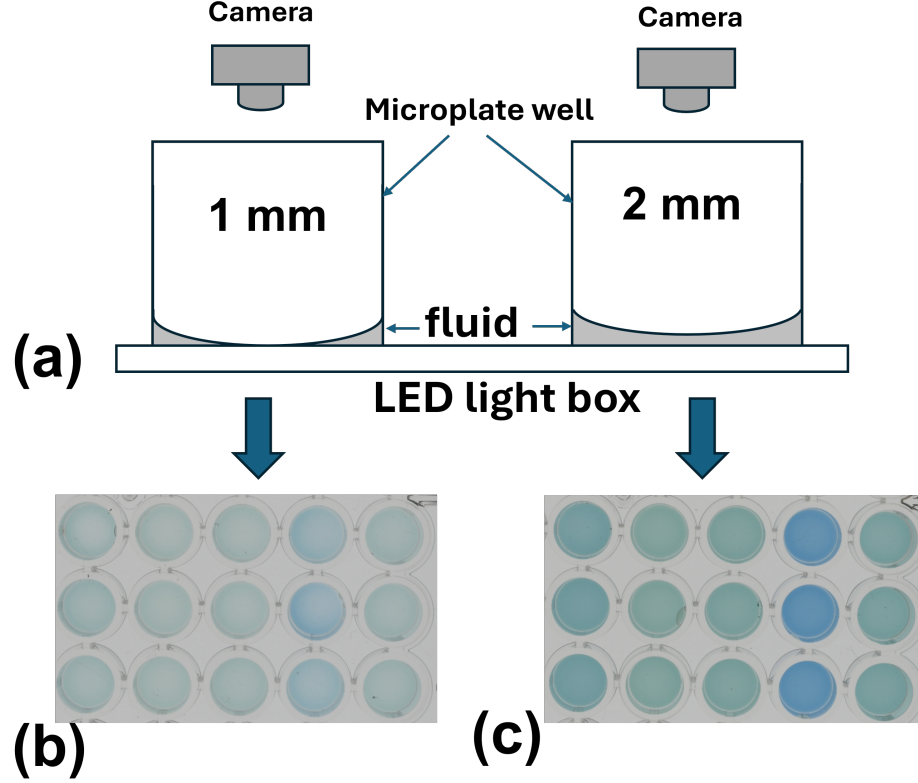 Camera
Camera
Microplate well
1 mm
2 mm
fluid
(a)
LED light box
(b)
(c)